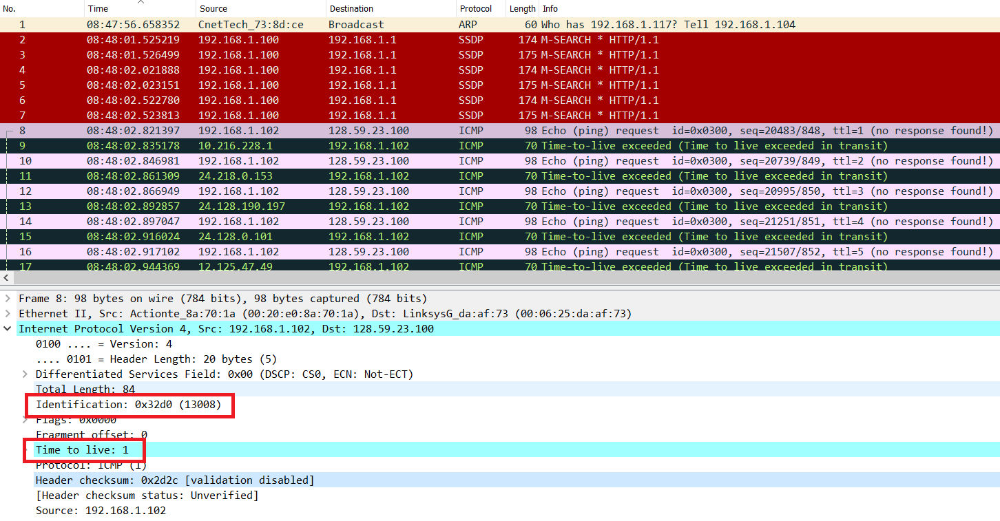 No. Time Source Destination Protocol Length Info
1 08:47:56.658352 CnetTech_73:8d:ce Broadcast ARP 60 Who has 192.168.1.117? Tell 192.168.1.104
2 08:48:01.525219 192.168.1.100 192.168.1.1 SSDP 174 M-SEARCH * HTTP/1.1
3 08:48:01.526499 192.168.1.100 192.168.1.1 SSDP 175 M-SEARCH * HTTP/1.1
4 08:48:02.021888 192.168.1.100 192.168.1.1 SSDP 174 M-SEARCH * HTTP/1.1
5 08:48:02.023151 192.168.1.100 192.168.1.1 SSDP 175 M-SEARCH * HTTP/1.1
6 08:48:02.522780 192.168.1.100 192.168.1.1 SSDP 174 M-SEARCH * HTTP/1.1
7 08:48:02.523813 192.168.1.100 192.168.1.1 SSDP 175 M-SEARCH * HTTP/1.1
8 08:48:02.821397 192.168.1.102 128.59.23.100 ICMP 98 Echo (ping) request id=0x0300, seq=20483/848, ttl=1 (no response found!)
9 08:48:02.835178 10.216.228.1 192.168.1.102 ICMP 70 Time-to-live exceeded (Time to live exceeded in transit)
10 08:48:02.846981 192.168.1.102 128.59.23.100 ICMP 98 Echo (ping) request id=0x0300, seq=20739/849, ttl=2 (no response found!)
11 08:48:02.861309 24.218.0.153 192.168.1.102 ICMP 70 Time-to-live exceeded (Time to live exceeded in transit)
12 08:48:02.866949 192.168.1.102 128.59.23.100 ICMP 98 Echo (ping) request id=0x0300, seq=20995/850, ttl=3 (no response found!)
13 08:48:02.892857 24.128.190.197 192.168.1.102 ICMP 70 Time-to-live exceeded (Time to live exceeded in transit)
14 08:48:02.897047 192.168.1.102 128.59.23.100 ICMP 98 Echo (ping) request id=0x0300, seq=21251/851, ttl=4 (no response found!)
15 08:48:02.916024 24.128.0.101 192.168.1.102 ICMP 70 Time-to-live exceeded (Time to live exceeded in transit)
16 08:48:02.917102 192.168.1.102 128.59.23.100 ICMP 98 Echo (ping) request id=0x0300, seq=21507/852, ttl=5 (no response found!)
17 08:48:02.944369 12.125.47.49 192.168.1.102 ICMP 70 Time-to-live exceeded (Time to live exceeded in transit)
Frame 8: 98 bytes on wire (784 bits), 98 bytes captured (784 bits)
Ethernet II, Src: Actionte_8a:70:1a (00:20:e0:8a:70:1a), Dst: LinksysG_da:af:73 (00:06:25:da:af:73)
Internet Protocol Version 4, Src: 192.168.1.102, Dst: 128.59.23.100
0100 .... = Version: 4
.... 0101 = Header Length: 20 bytes (5)
Differentiated Services Field: 0x00 (DSCP: CS0, ECN: Not-ECT)
Total Length: 84
Identification: 0x32d0 (13008)
Flags: 0x0000
Fragment offset: 0
Time to live: 1
Protocol: ICMP (1)
Header checksum: 0x2d2c [validation disabled]
[Header checksum status: Unverified]
Source: 192.168.1.102